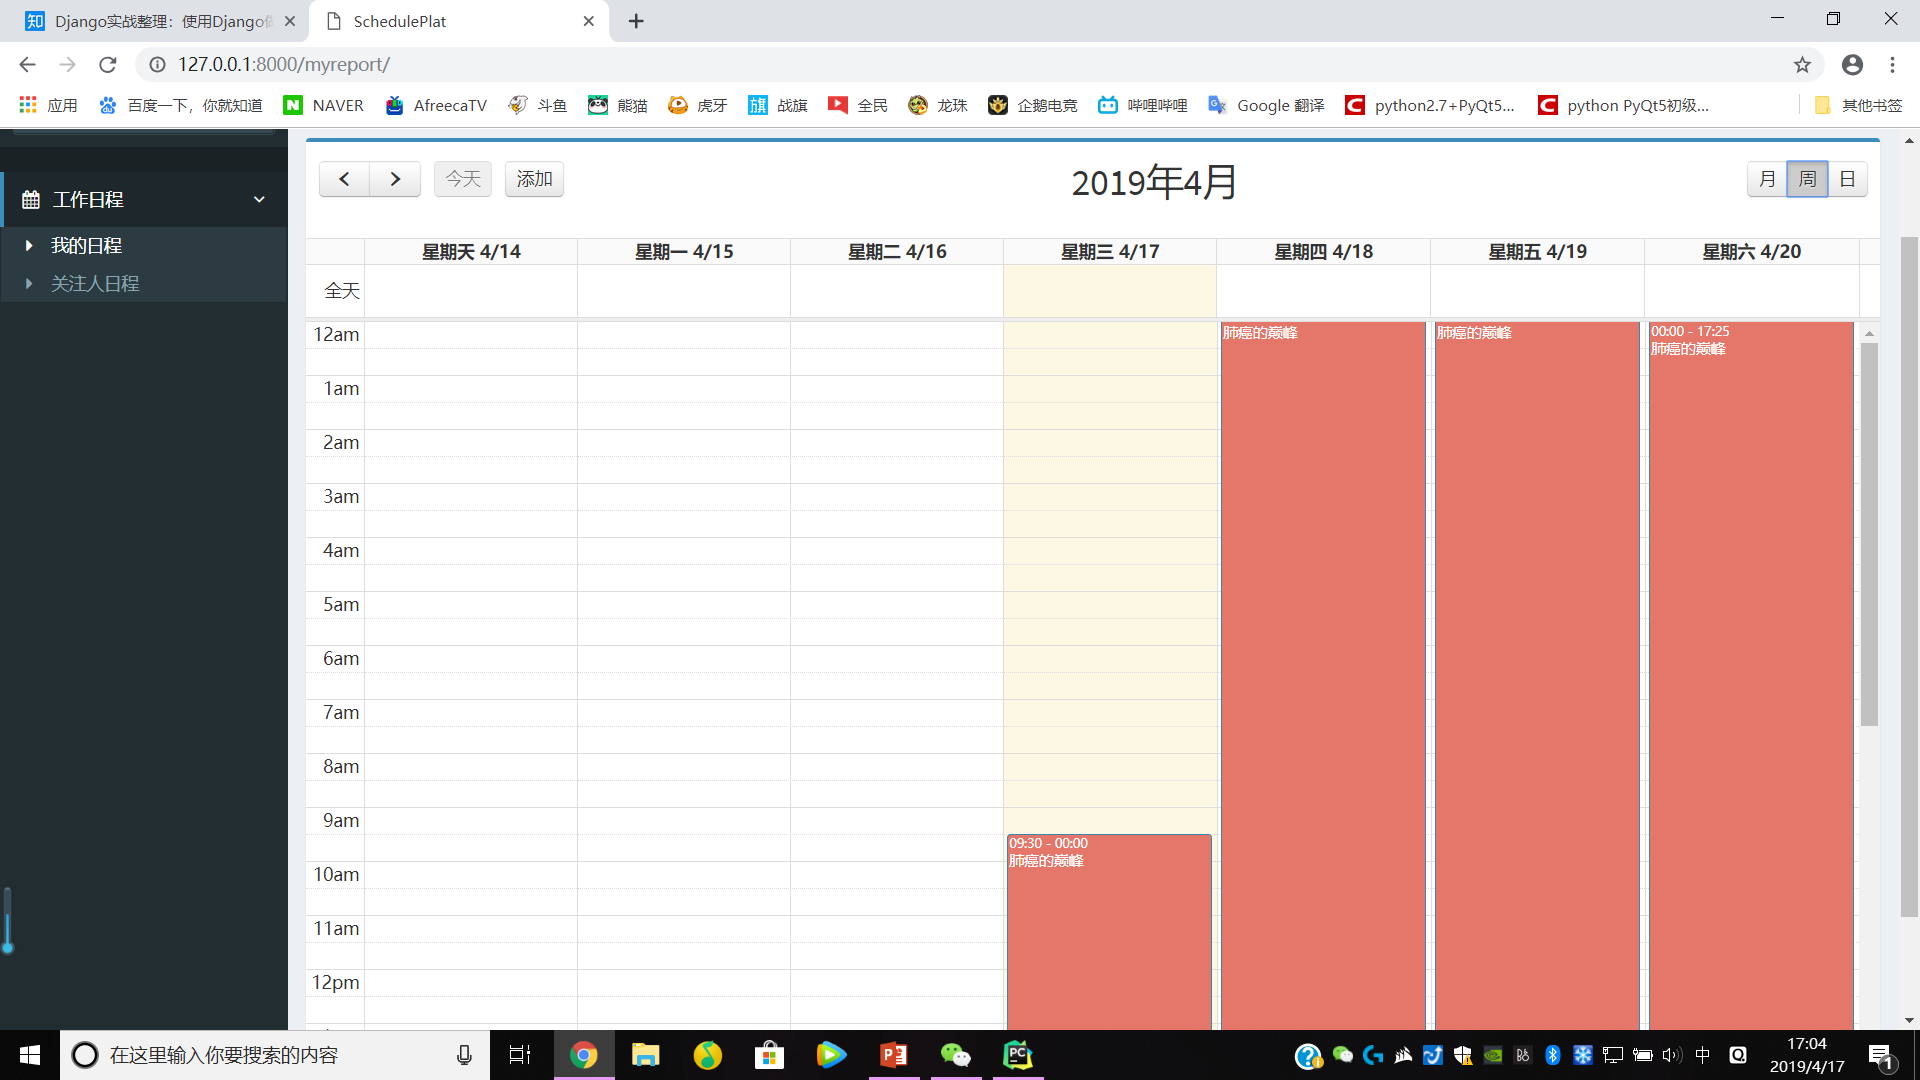 Django实战整理：使用Django
SchedulePlat
127.0.0.1:8000/myreport/
应用
百度一下，你就知道
NAVER
AfreecaTV
斗鱼
熊猫
虎牙
战旗
全民
龙珠
企鹅电竞
哔哩哔哩
Google 翻译
python2.7+PyQt5...
python PyQt5初级...
其他书签
工作日程
我的日程
关注人日程
今天
添加
2019年4月
月
周
日
星期天 4/14
星期一 4/15
星期二 4/16
星期三 4/17
星期四 4/18
星期五 4/19
星期六 4/20
全天
12am
肺癌的巅峰
肺癌的巅峰
00:00 - 17:25
肺癌的巅峰
1am
2am
3am
4am
5am
6am
7am
8am
9am
09:30 - 00:00
肺癌的巅峰
10am
11am
12pm
在这里输入你要搜索的内容
中
17:04
2019/4/17
1